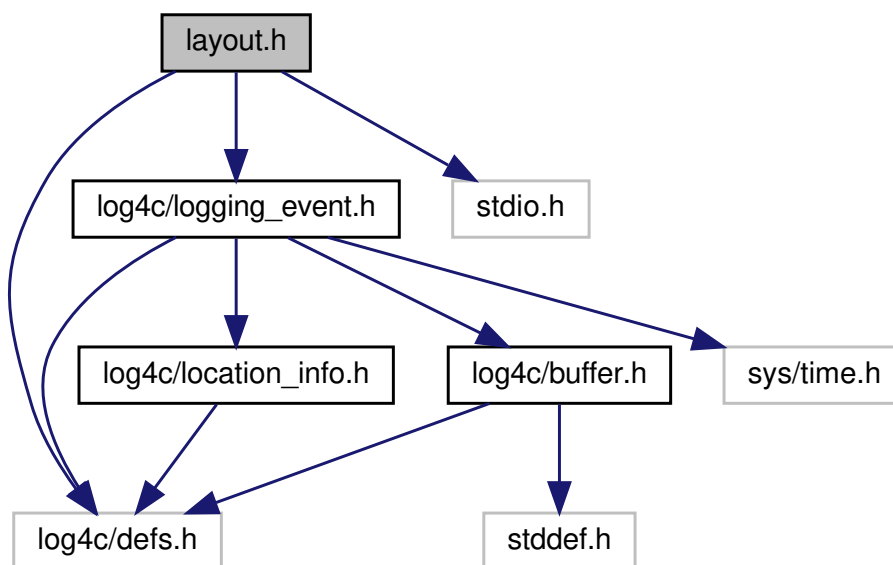 layout.h
log4c/logging_event.h
stdio.h
log4c/location_info.h
log4c/buffer.h
sys/time.h
log4c/defs.h
stddef.h